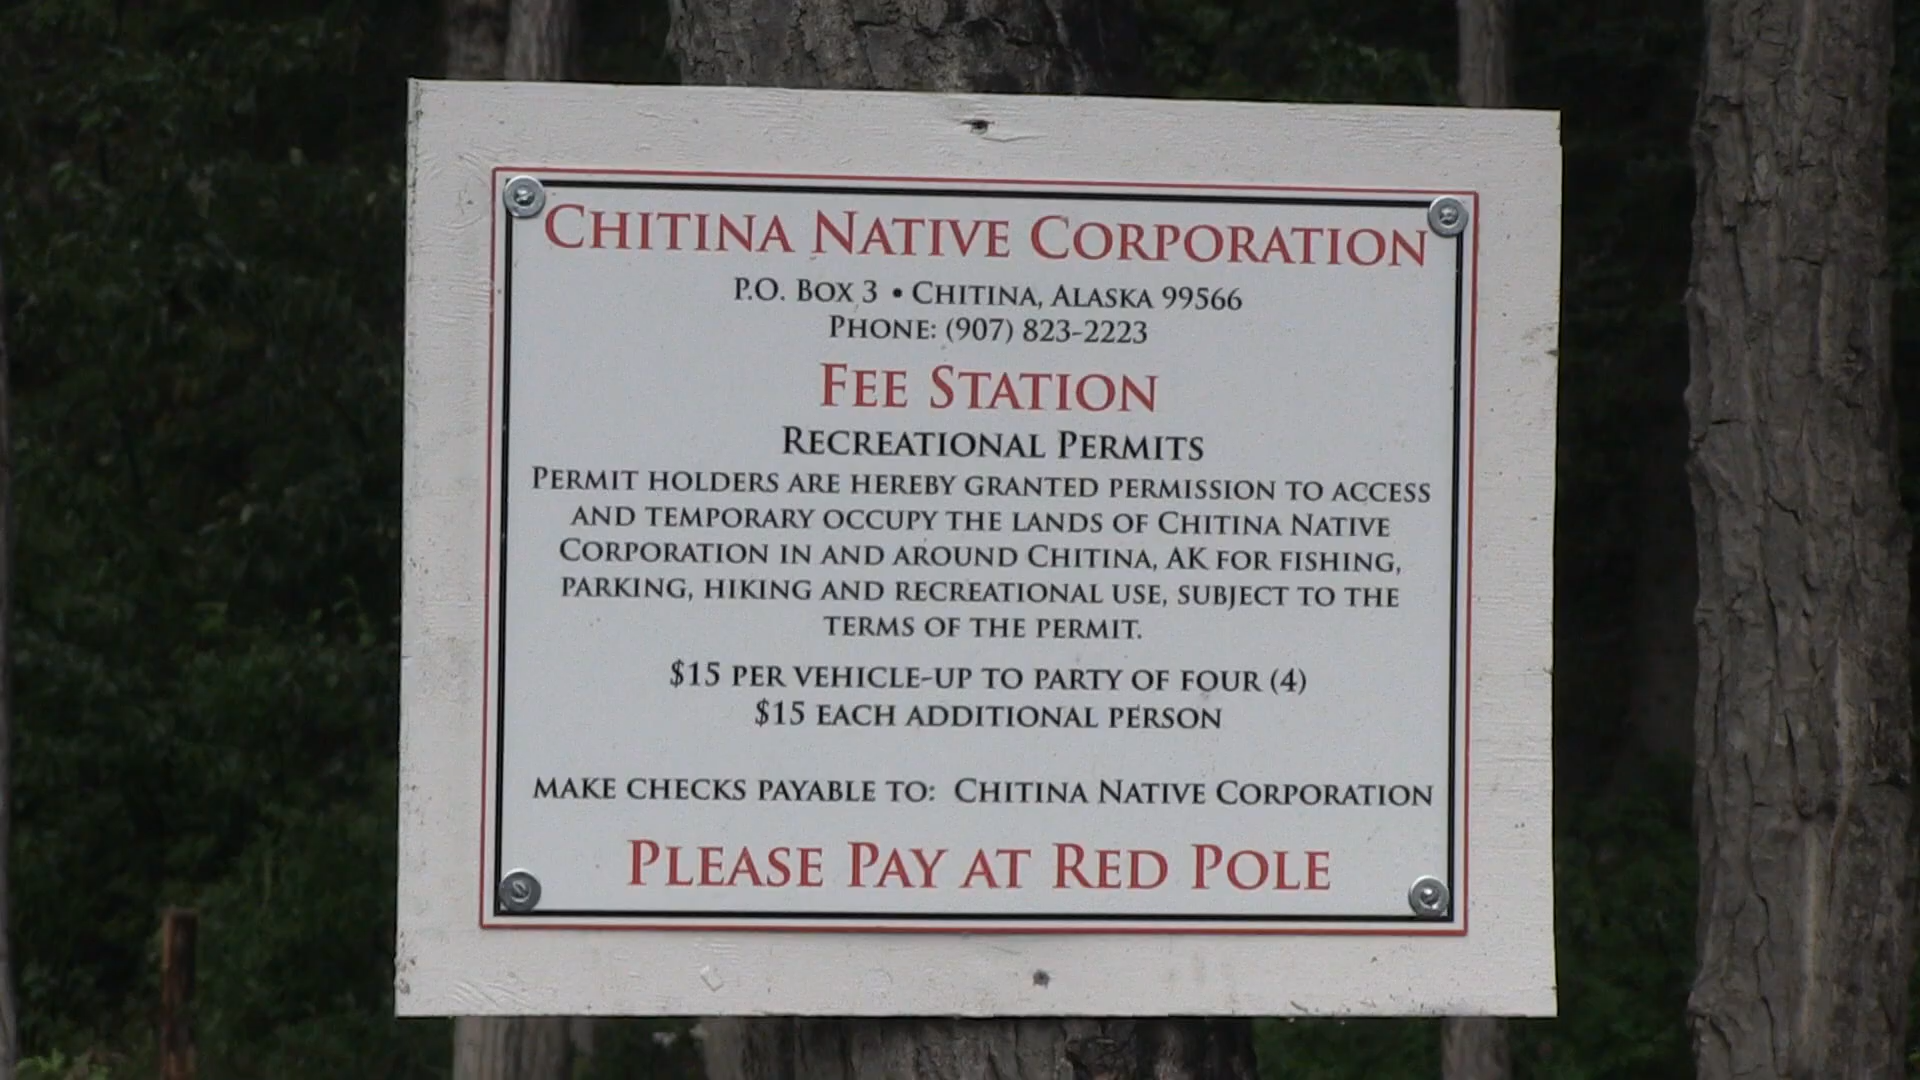 CHITINA NATIVE CORPORATION
P.O. BOX 3 • CHITINA, ALASKA 99566
PHONE: (907) 823-2223
FEE STATION
RECREATIONAL PERMITS
PERMIT HOLDERS ARE HEREBY GRANTED PERMISSION TO ACCESS
AND TEMPORARY OCCUPY THE LANDS OF CHITINA NATIVE
CORPORATION IN AND AROUND CHITINA, AK FOR FISHING,
PARKING, HIKING AND RECREATIONAL USE, SUBJECT TO THE
TERMS OF THE PERMIT.
$15 PER VEHICLE-UP TO PARTY OF FOUR (4)
$15 EACH ADDITIONAL PERSON
MAKE CHECKS PAYABLE TO: CHITINA NATIVE CORPORATION
PLEASE PAY AT RED POLE